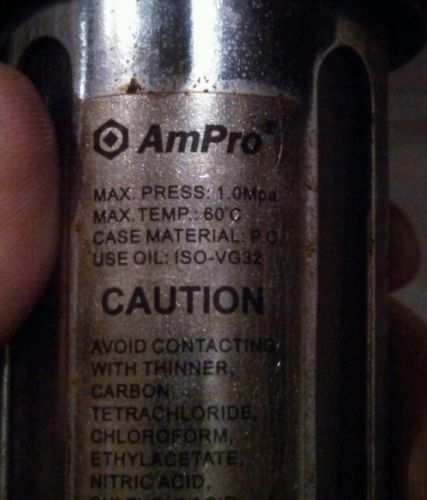 AmPro®
MAX. PRESS: 1.0Mpa
MAX. TEMP.: 60°C
CASE MATERIAL: P.C
USE OIL: ISO-VG32
CAUTION
AVOID CONTACTING
WITH THINNER,
CARBON
TETRACHLORIDE,
CHLOROFORM,
ETHYLACETATE,
NITRIC ACID,